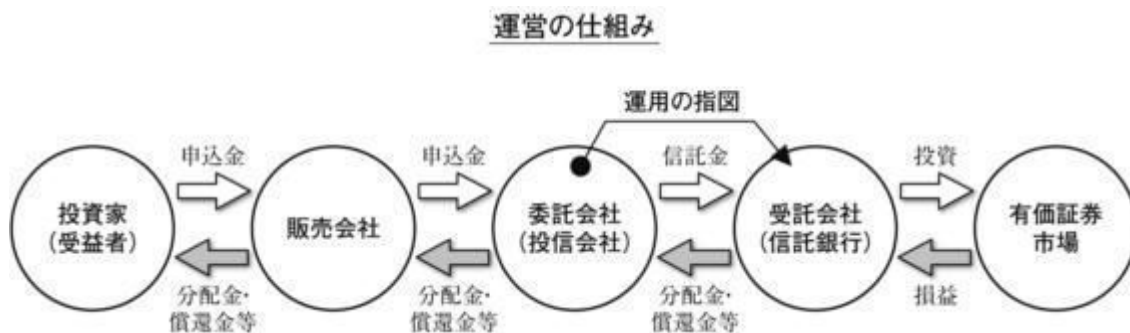 運営の仕組み
運用の指図
申込金
申込金
信託金
投資
投資家
（受益者）
販売会社
委託会社
（投信会社）
受託会社
（信託銀行）
有価証券
市場
分配金・
償還金等
分配金・
償還金等
分配金・
償還金等
損益